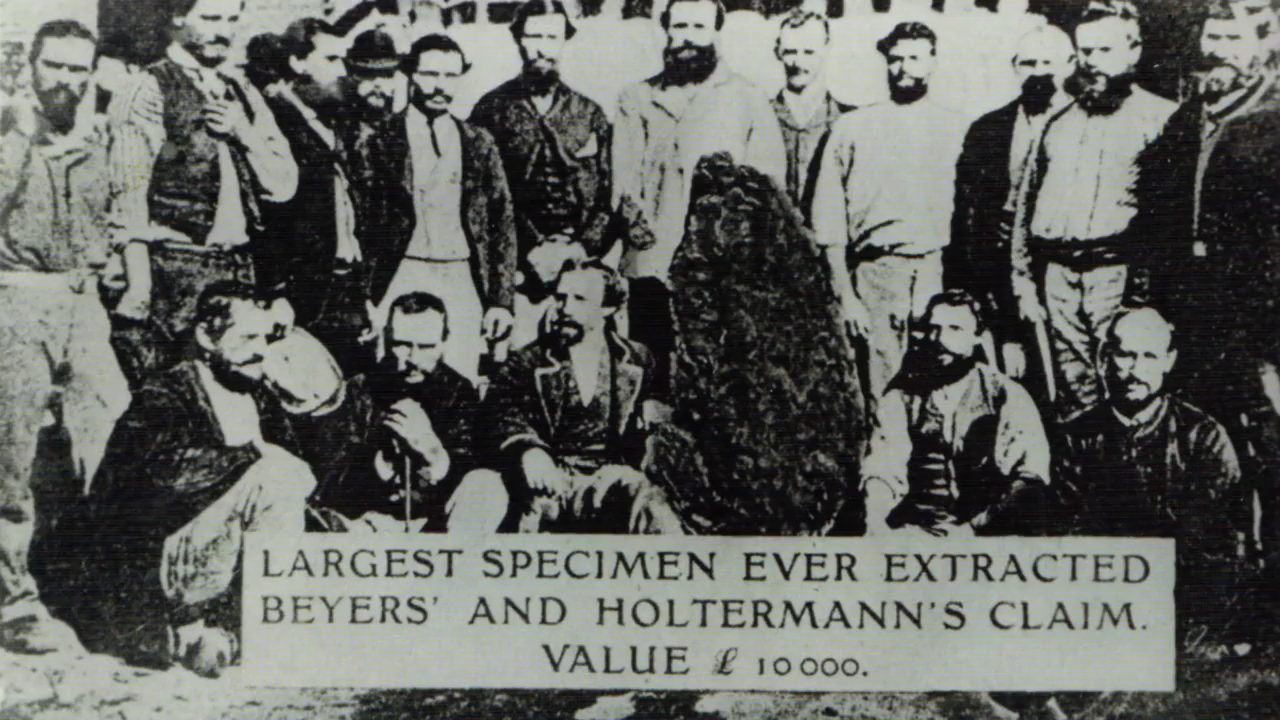 LARGEST SPECIMEN EVER EXTRACTED
BEYERS' AND HOLTERMANN'S CLAIM.
VALUE £ 10000.